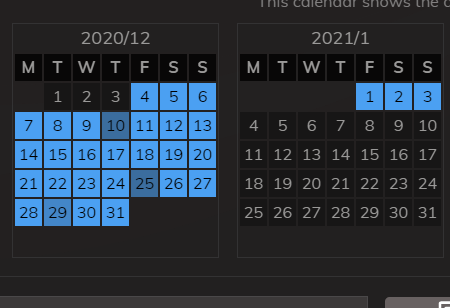 This calendar shows the
2020/12
M T W T F S S
1 2 3 4 5 6
7 8 9 10 11 12 13
14 15 16 17 18 19 20
21 22 23 24 25 26 27
28 29 30 31
2021/1
M T W T F S S
1 2 3
4 5 6 7 8 9 10
11 12 13 14 15 16 17
18 19 20 21 22 23 24
25 26 27 28 29 30 31